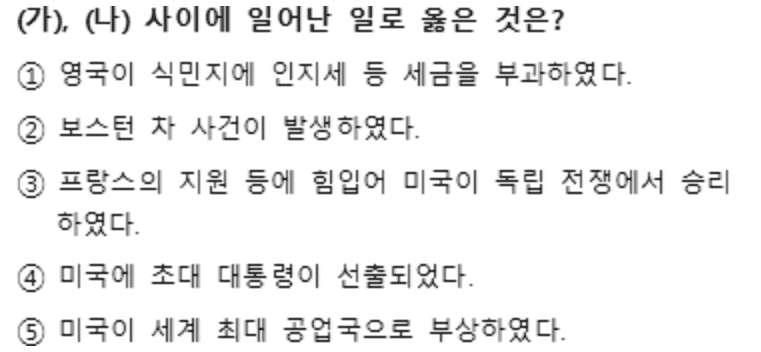 (가), (나) 사이에 일어난 일로 옳은 것은?
① 영국이 식민지에 인지세 등 세금을 부과하였다.
② 보스턴 차 사건이 발생하였다.
③ 프랑스의 지원 등에 힘입어 미국이 독립 전쟁에서 승리
하였다.
④ 미국에 초대 대통령이 선출되었다.
⑤ 미국이 세계 최대 공업국으로 부상하였다.